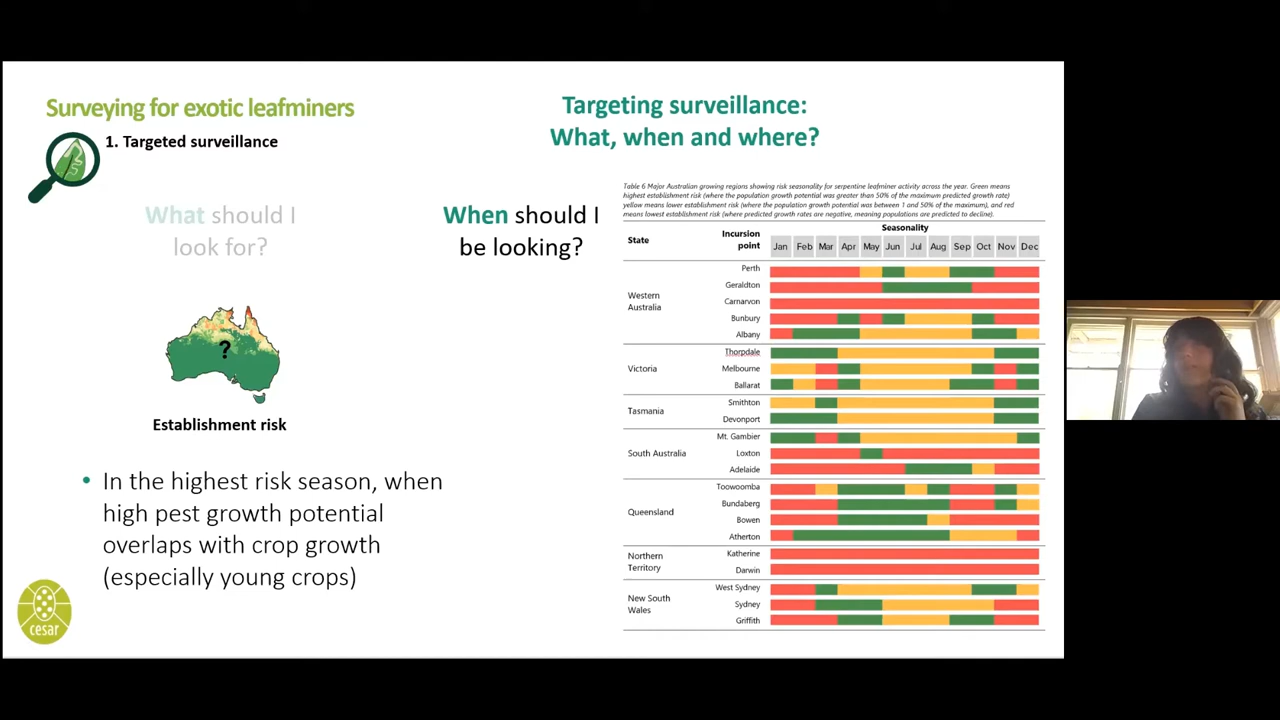 Surveying for exotic leafminers
1. Targeted surveillance
Targeting surveillance:
What, when and where?
What should I
look for?
When should I
be looking?
?
Establishment risk
• In the highest risk season, when
high pest growth potential
overlaps with crop growth
(especially young crops)
cesar
Table 6 Major Australian growing regions showing risk seasonality for serpentine leafminer activity across the year. Green means
highest establishment risk (where the population growth potential was greater than 50% of the maximum predicted growth rate)
yellow means lower establishment risk (where the population growth potential was between 1 and 50% of the maximum), and red
means lowest establishment risk (where predicted growth rates are negative, meaning populations are predicted to decline).
State
Incursion
point
Seasonality
Jan Feb Mar Apr May Jun Jul Aug Sep Oct Nov Dec
Western
Australia
Perth
Geraldton
Carnarvon
Bunbury
Albany
Victoria
Thorpdale
Melbourne
Ballarat
Tasmania
Smithton
Devonport
South Australia
Mt. Gambier
Loxton
Adelaide
Queensland
Toowoomba
Bundaberg
Bowen
Atherton
Northern
Territory
Katherine
Darwin
New South
Wales
West Sydney
Sydney
Griffith